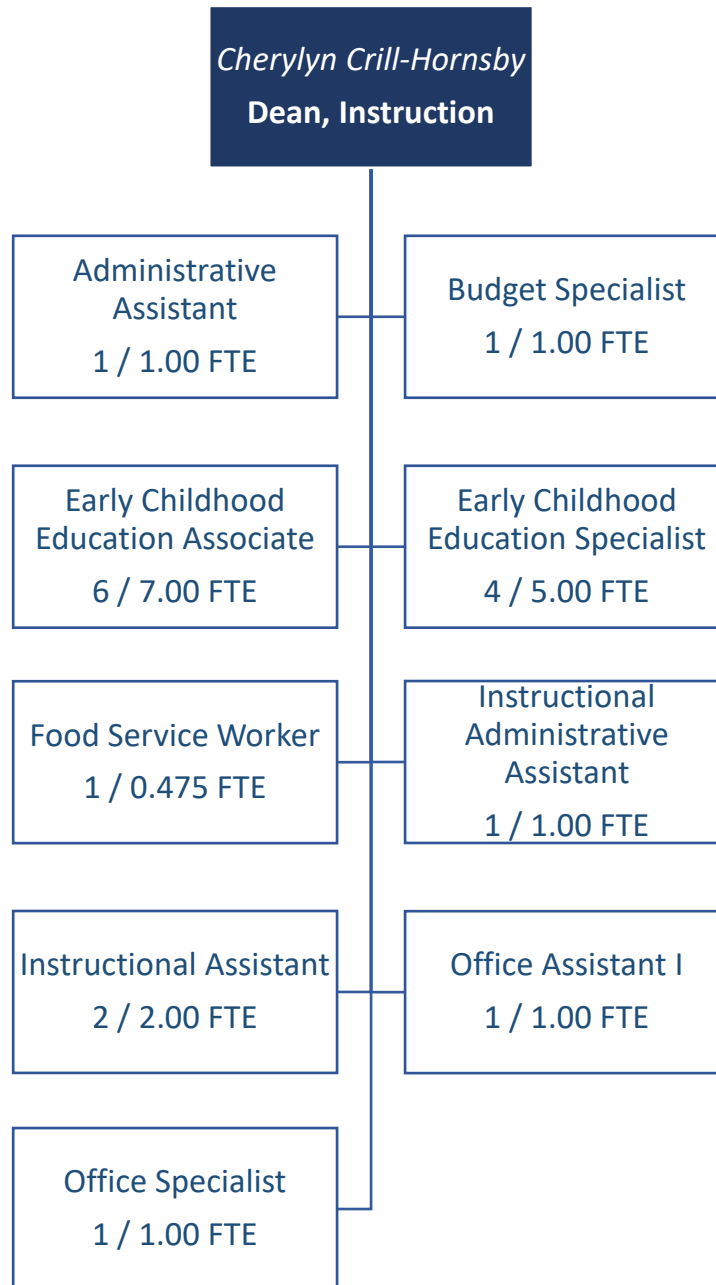 Cherylyn Crill-Hornsby
Dean, Instruction
Administrative
Assistant
1 / 1.00 FTE
Budget Specialist
1 / 1.00 FTE
Early Childhood
Education Associate
6 / 7.00 FTE
Early Childhood
Education Specialist
4 / 5.00 FTE
Food Service Worker
1 / 0.475 FTE
Instructional
Administrative
Assistant
1 / 1.00 FTE
Instructional Assistant
2 / 2.00 FTE
Office Assistant I
1 / 1.00 FTE
Office Specialist
1 / 1.00 FTE